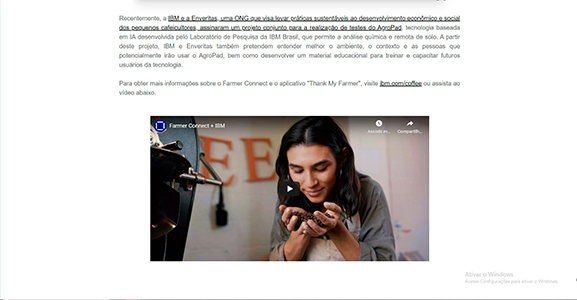 Recentemente, a IBM e a Enveritas, uma ONG que visa levar práticas sustentáveis ao desenvolvimento econômico e social
dos pequenos cafeicultores, assinaram um projeto conjunto para a realização de testes do AgroPad, tecnologia baseada
em IA desenvolvida pelo Laboratório de Pesquisa da IBM Brasil, que permite a análise química e remota de solo. A partir
deste projeto, IBM e Enveritas também pretendem entender melhor o ambiente, o contexto e as pessoas que
potencialmente irão usar o AgroPad, bem como desenvolver um material educacional para treinar e capacitar futuros
usuários da tecnologia.
Para obter mais informações sobre o Farmer Connect e o aplicativo "Thank My Farmer", visite ibm.com/coffee ou assista ao
vídeo abaixo.
Farmer Connect + IBM
Assistir m...
Compartilh...
EE
Ativar o Windows
Acesse Configurações para ativar o Windows.